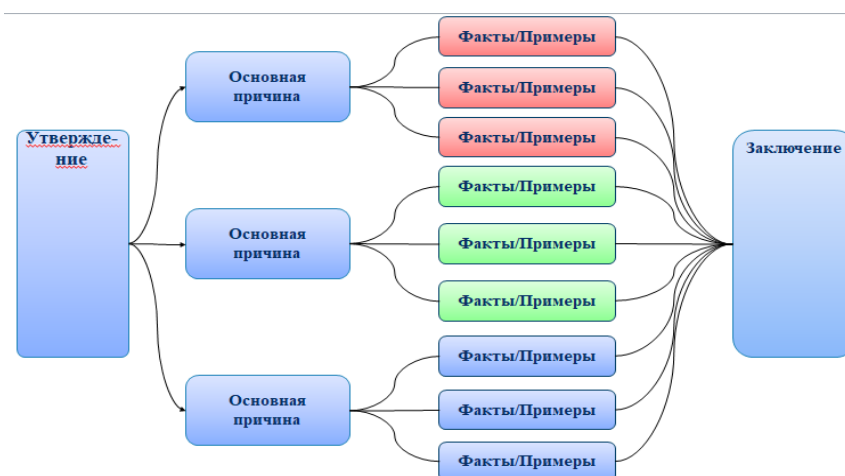 Утвержде-
ние
Основная
причина
Факты/Примеры
Факты/Примеры
Факты/Примеры
Основная
причина
Факты/Примеры
Факты/Примеры
Факты/Примеры
Основная
причина
Факты/Примеры
Факты/Примеры
Факты/Примеры
Заключение